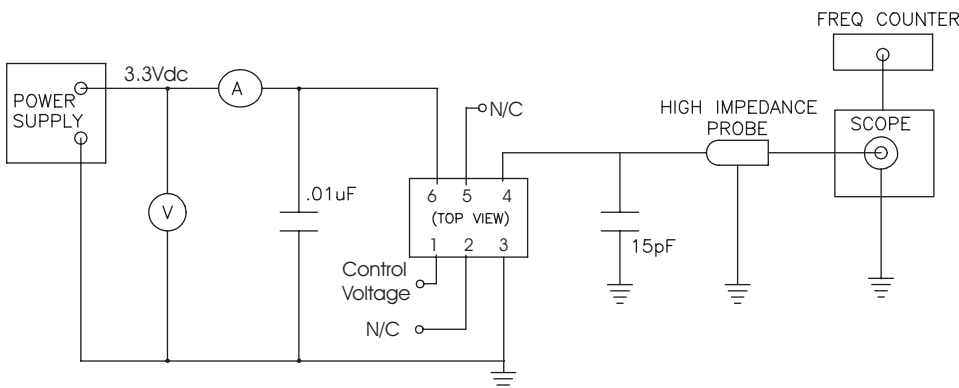 FREQ COUNTER
3.3Vdc
A
POWER
SUPPLY
N/C
HIGH IMPEDANCE
PROBE
SCOPE
.01uF
6 5 4
(TOP VIEW)
1 2 3
V
15pF
Control
Voltage
N/C